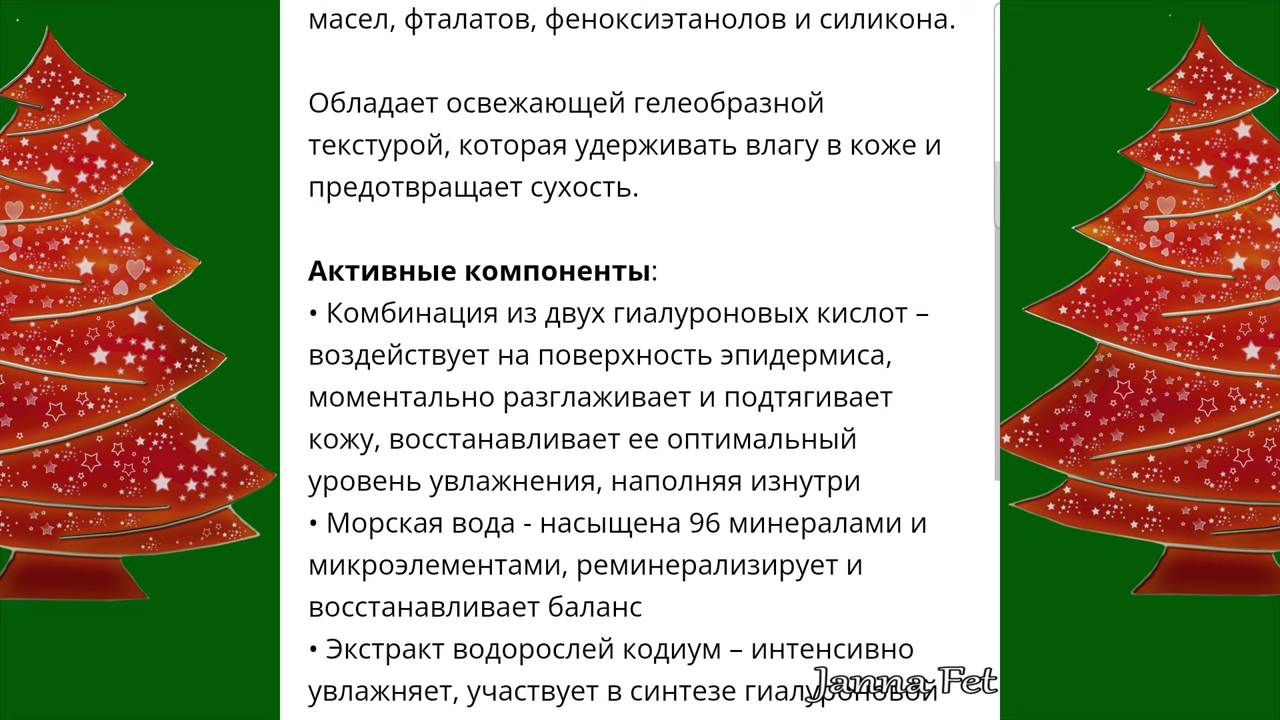 масел, фталатов, феноксиэтанолов и силикона.
Обладает освежающей гелеобразной
текстурой, которая удерживать влагу в коже и
предотвращает сухость.
Активные компоненты:
• Комбинация из двух гиалуроновых кислот –
воздействует на поверхность эпидермиса,
моментально разглаживает и подтягивает
кожу, восстанавливает ее оптимальный
уровень увлажнения, наполняя изнутри
• Морская вода - насыщена 96 минералами и
микроэлементами, реминерализирует и
восстанавливает баланс
• Экстракт водорослей кодиум – интенсивно
увлажняет, участвует в синтезе гиалуроновой
Janna Fet